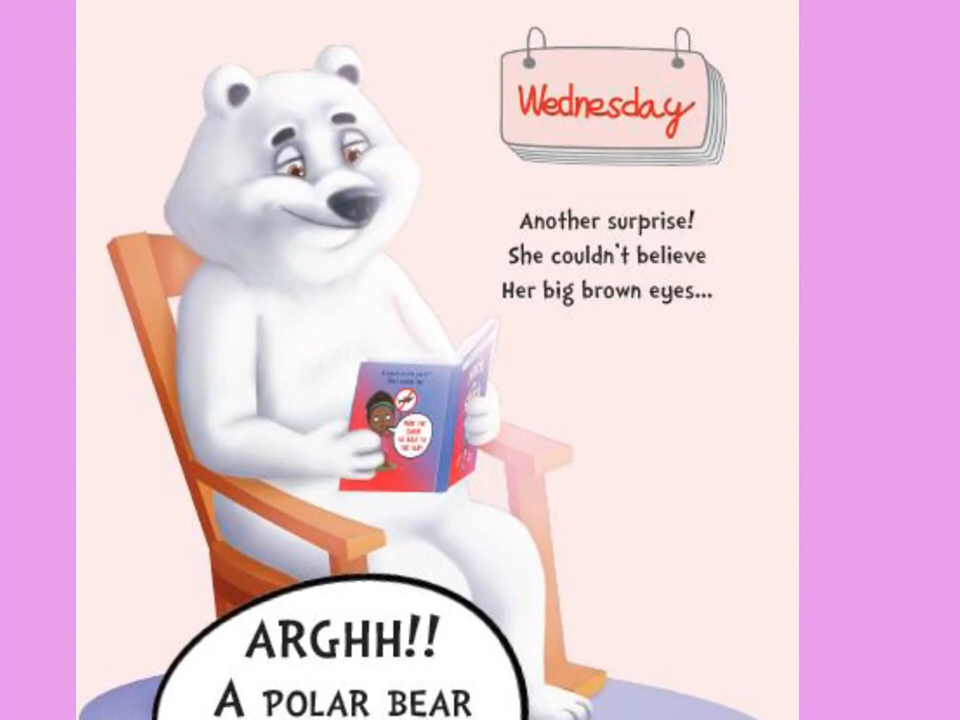 Wednesday
Another surprise!
She couldn't believe
Her big brown eyes...
ARGHH!!
A POLAR BEAR